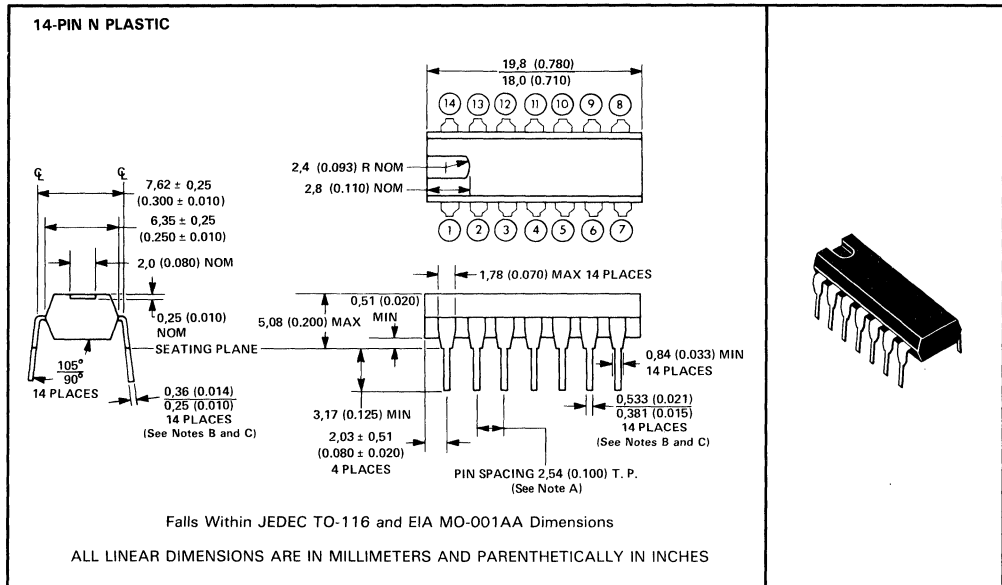 14-PIN N PLASTIC
19,8 (0.780)
18,0 (0.710)
14 13 12 11 10 9 8
2,4 (0.093) R NOM
2,8 (0.110) NOM
1 2 3 4 5 6 7
℄ ℄
7,62 ± 0,25
(0.300 ± 0.010)
6,35 ± 0,25
(0.250 ± 0.010)
2,0 (0.080) NOM
0,25 (0.010)
NOM
SEATING PLANE
105°
90°
14 PLACES
0,36 (0.014)
0,25 (0.010)
14 PLACES
(See Notes B and C)
1,78 (0.070) MAX 14 PLACES
0,51 (0.020)
MIN
5,08 (0.200) MAX
0,84 (0.033) MIN
14 PLACES
3,17 (0.125) MIN
0,533 (0.021)
0,381 (0.015)
14 PLACES
(See Notes B and C)
2,03 ± 0,51
(0.080 ± 0.020)
4 PLACES
PIN SPACING 2,54 (0.100) T. P.
(See Note A)
Falls Within JEDEC TO-116 and EIA MO-001AA Dimensions
ALL LINEAR DIMENSIONS ARE IN MILLIMETERS AND PARENTHETICALLY IN INCHES